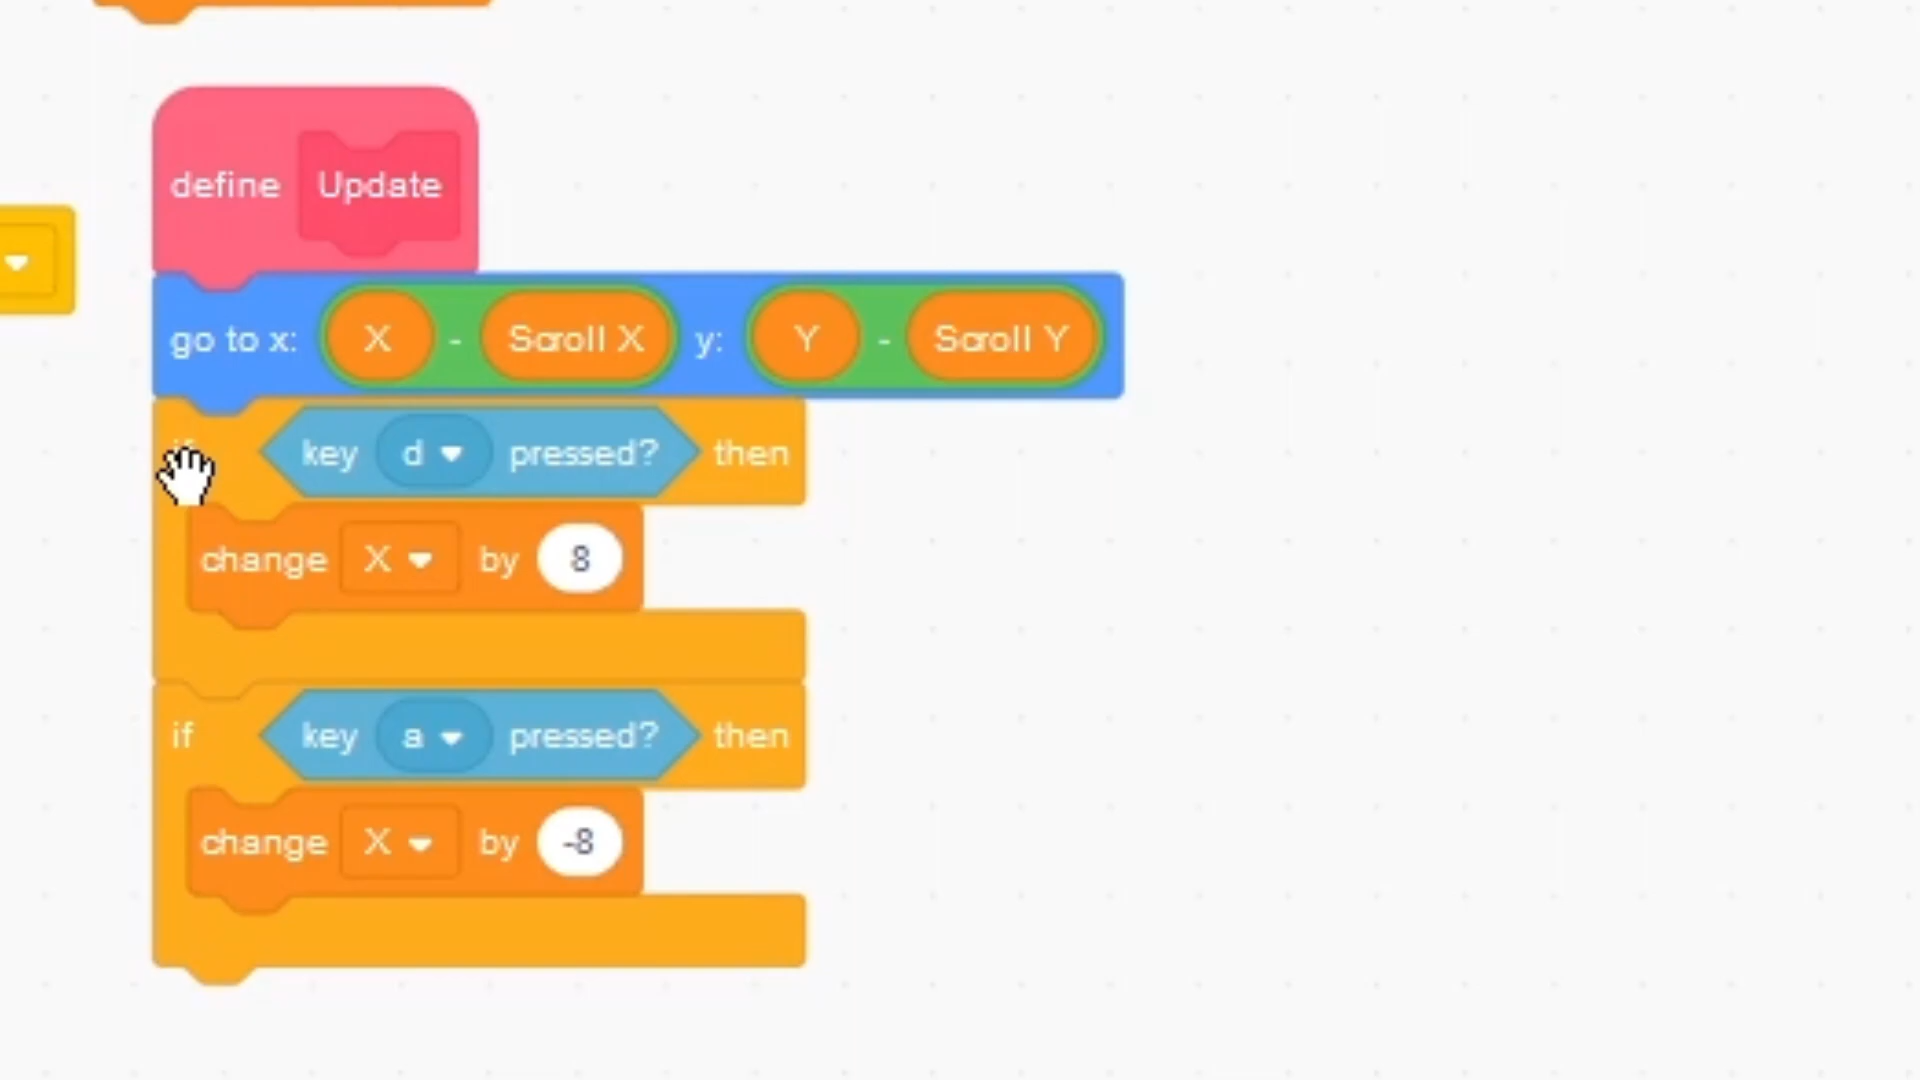 define Update
go to x: X - Scroll X y: Y - Scroll Y
if key d pressed? then
change X by 8
if key a pressed? then
change X by -8